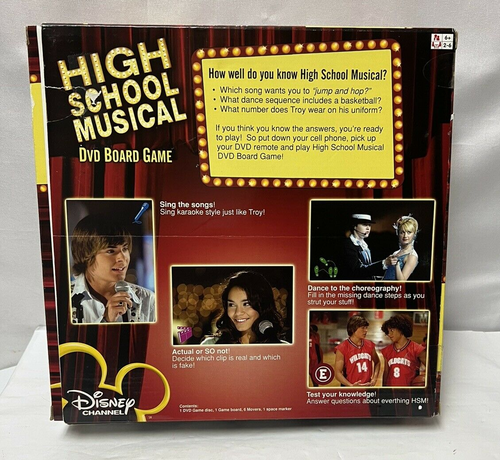 HIGH
SCHOOL
MUSICAL
DVD BOARD GAME
6+
2-6
How well do you know High School Musical?
• Which song wants you to "jump and hop?"
• What dance sequence includes a basketball?
• What number does Troy wear on his uniform?
If you think you know the answers, you're
ready to play! So put down your cell phone, pick up
your DVD remote and play High School Musical
DVD Board Game!
Sing the songs!
Sing karaoke style just like Troy!
Dance to the choreography!
Fill in the missing dance steps as you
strut your stuff!
Actual or SO not!
Decide which clip is real and which
is fake!
WILDCATS
14
WILDCATS
8
E
Test your knowledge!
Answer questions about everthing HSM!
Disney
CHANNEL
Contents:
1 DVD Game disc, 1 Game board, 6 Movers, 1 space marker